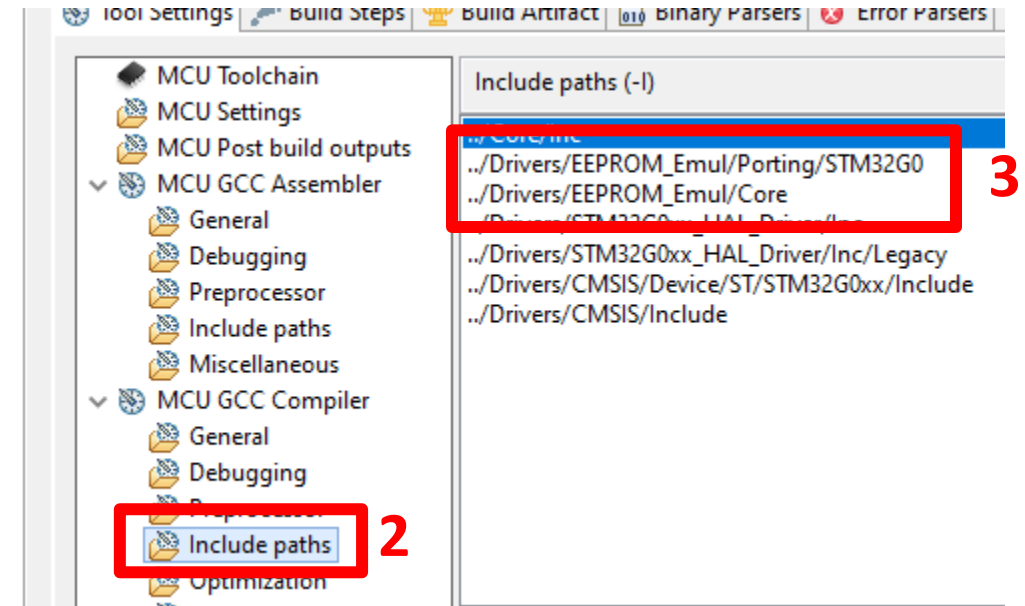 Tool Settings Build Steps Build Artifact Binary Parsers Error Parsers
MCU Toolchain
MCU Settings
MCU Post build outputs
MCU GCC Assembler
General
Debugging
Preprocessor
Include paths
Miscellaneous
MCU GCC Compiler
General
Debugging
Preprocessor
Include paths
2
Optimization
Include paths (-I)
../Core/Inc
../Drivers/EEPROM_Emul/Porting/STM32G0
../Drivers/EEPROM_Emul/Core
../Drivers/STM32G0xx_HAL_Driver/Inc
../Drivers/STM32G0xx_HAL_Driver/Inc/Legacy
../Drivers/CMSIS/Device/ST/STM32G0xx/Include
../Drivers/CMSIS/Include
3